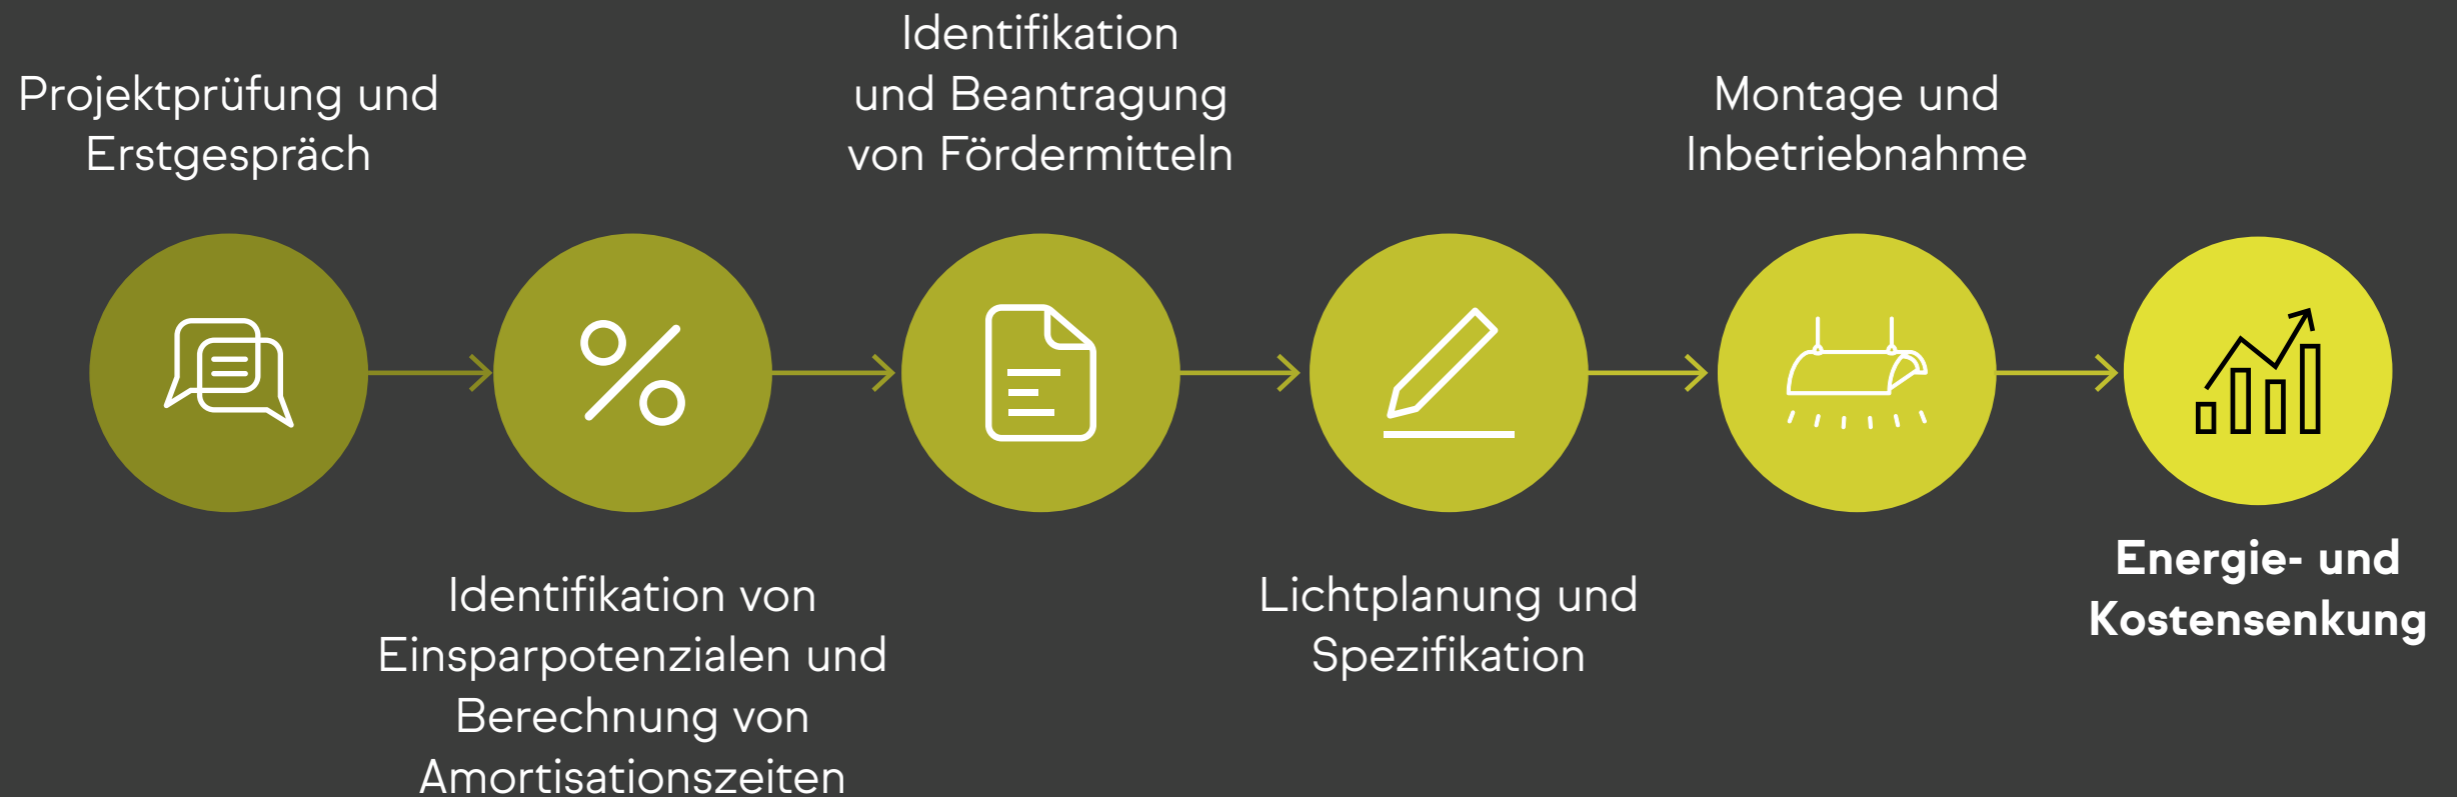 Projektprüfung und
Erstgespräch
Identifikation von
Einsparpotenzialen und
Berechnung von
Amortisationszeiten
Identifikation
und Beantragung
von Fördermitteln
Lichtplanung und
Spezifikation
Montage und
Inbetriebnahme
Energie- und
Kostensenkung